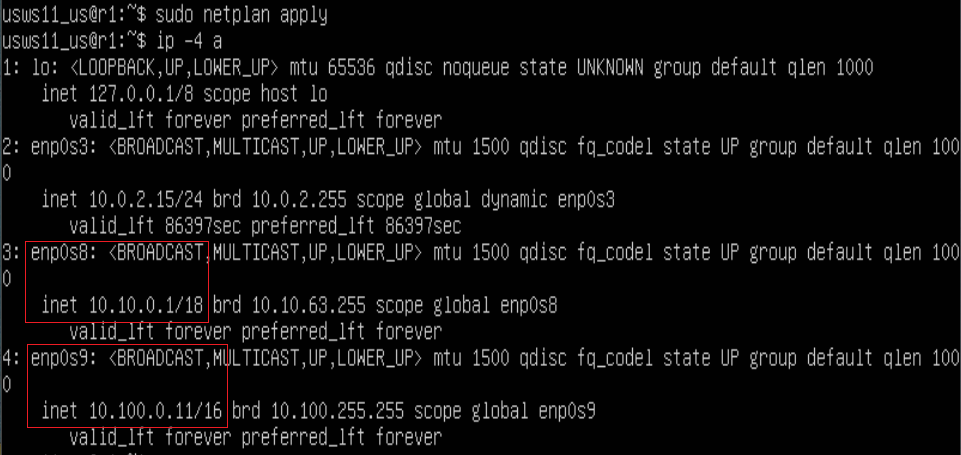 usws11_us@r1:~$ sudo netplan apply
usws11_us@r1:~$ ip -4 a
1: lo: <LOOPBACK,UP,LOWER_UP> mtu 65536 qdisc noqueue state UNKNOWN group default qlen 1000
    inet 127.0.0.1/8 scope host lo
       valid_lft forever preferred_lft forever
2: enp0s3: <BROADCAST,MULTICAST,UP,LOWER_UP> mtu 1500 qdisc fq_codel state UP group default qlen 100
0
    inet 10.0.2.15/24 brd 10.0.2.255 scope global dynamic enp0s3
       valid_lft 86397sec preferred_lft 86397sec
3: enp0s8: <BROADCAST,MULTICAST,UP,LOWER_UP> mtu 1500 qdisc fq_codel state UP group default qlen 100
0
    inet 10.10.0.1/18 brd 10.10.63.255 scope global enp0s8
       valid_lft forever preferred_lft forever
4: enp0s9: <BROADCAST,MULTICAST,UP,LOWER_UP> mtu 1500 qdisc fq_codel state UP group default qlen 100
0
    inet 10.100.0.11/16 brd 10.100.255.255 scope global enp0s9
       valid_lft forever preferred_lft forever